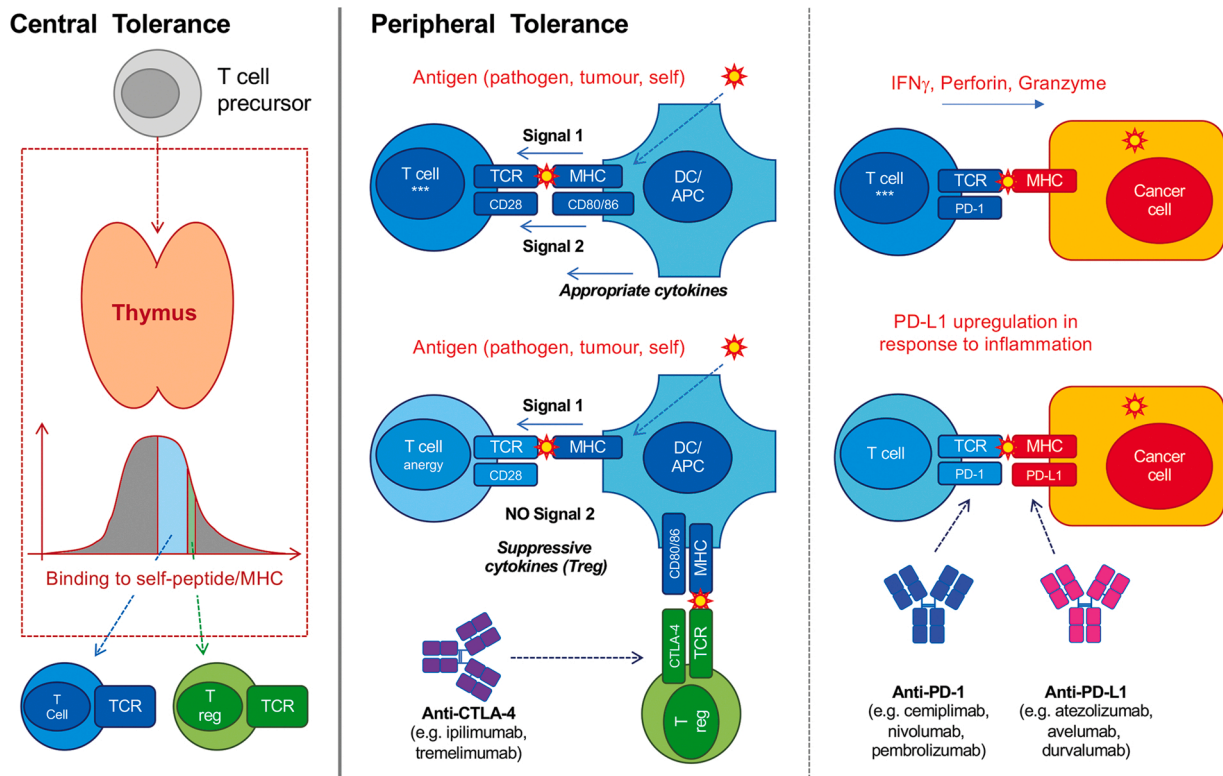 Central Tolerance
T cell
precursor
Thymus
Binding to self-peptide/MHC
T
Cell
TCR
T
reg
TCR
Peripheral Tolerance
Antigen (pathogen, tumour, self)
Signal 1
T cell
***
TCR
MHC
DC/
APC
CD28
CD80/86
Signal 2
Appropriate cytokines
Antigen (pathogen, tumour, self)
Signal 1
T cell
anergy
TCR
MHC
DC/
APC
CD28
NO Signal 2
Suppressive
cytokines (Treg)
CD80/86
MHC
CTLA-4
TCR
T
reg
Anti-CTLA-4
(e.g. ipilimumab,
tremelimumab)
IFNγ, Perforin, Granzyme
T cell
***
TCR
MHC
PD-1
Cancer
cell
PD-L1 upregulation in
response to inflammation
T cell
TCR
MHC
PD-1
PD-L1
Cancer
cell
Anti-PD-1
(e.g. cemiplimab,
nivolumab,
pembrolizumab)
Anti-PD-L1
(e.g. atezolizumab,
avelumab,
durvalumab)